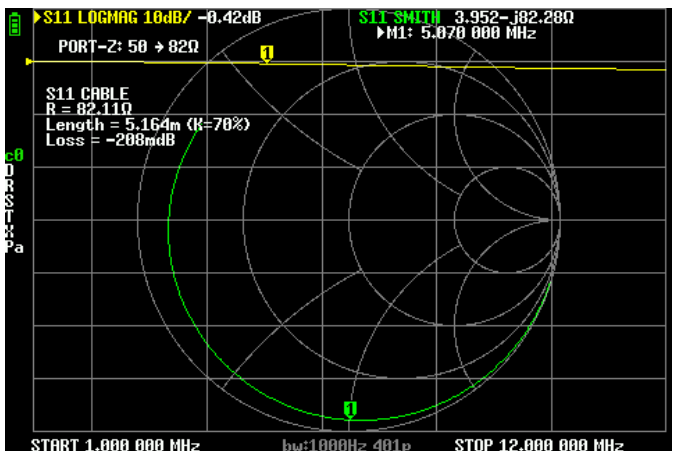 S11 LOGMAG 10dB/ -0.42dB
S11 SMITH 3.952-j82.28Ω
M1: 5.070 000 MHz
PORT-Z: 50 → 82Ω
1
S11 CABLE
R = 82.11Ω
Length = 5.164m (K=70%)
Loss = -208mdB
c0
D
R
S
T
X
Pa
1
START 1.000 000 MHz
bw:1000Hz 401p
STOP 12.000 000 MHz